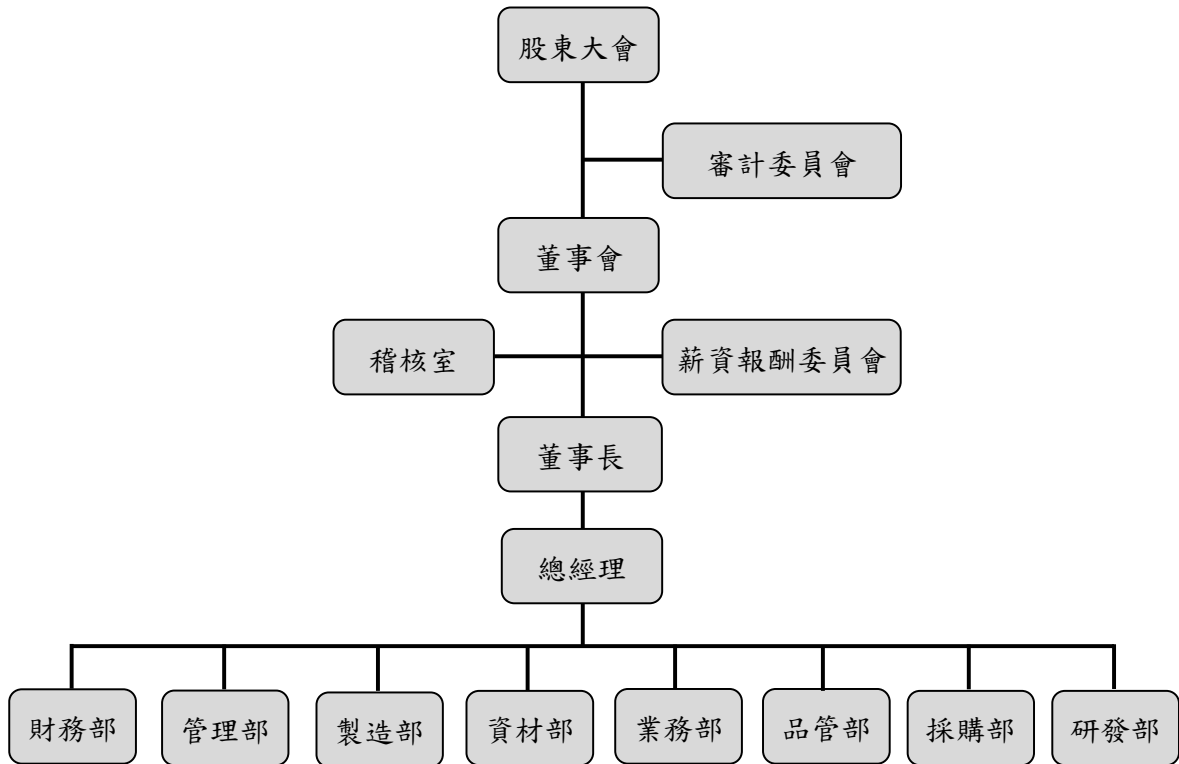 股東大會
審計委員會
董事會
稽核室
薪資報酬委員會
董事長
總經理
財務部
管理部
製造部
資材部
業務部
品管部
採購部
研發部